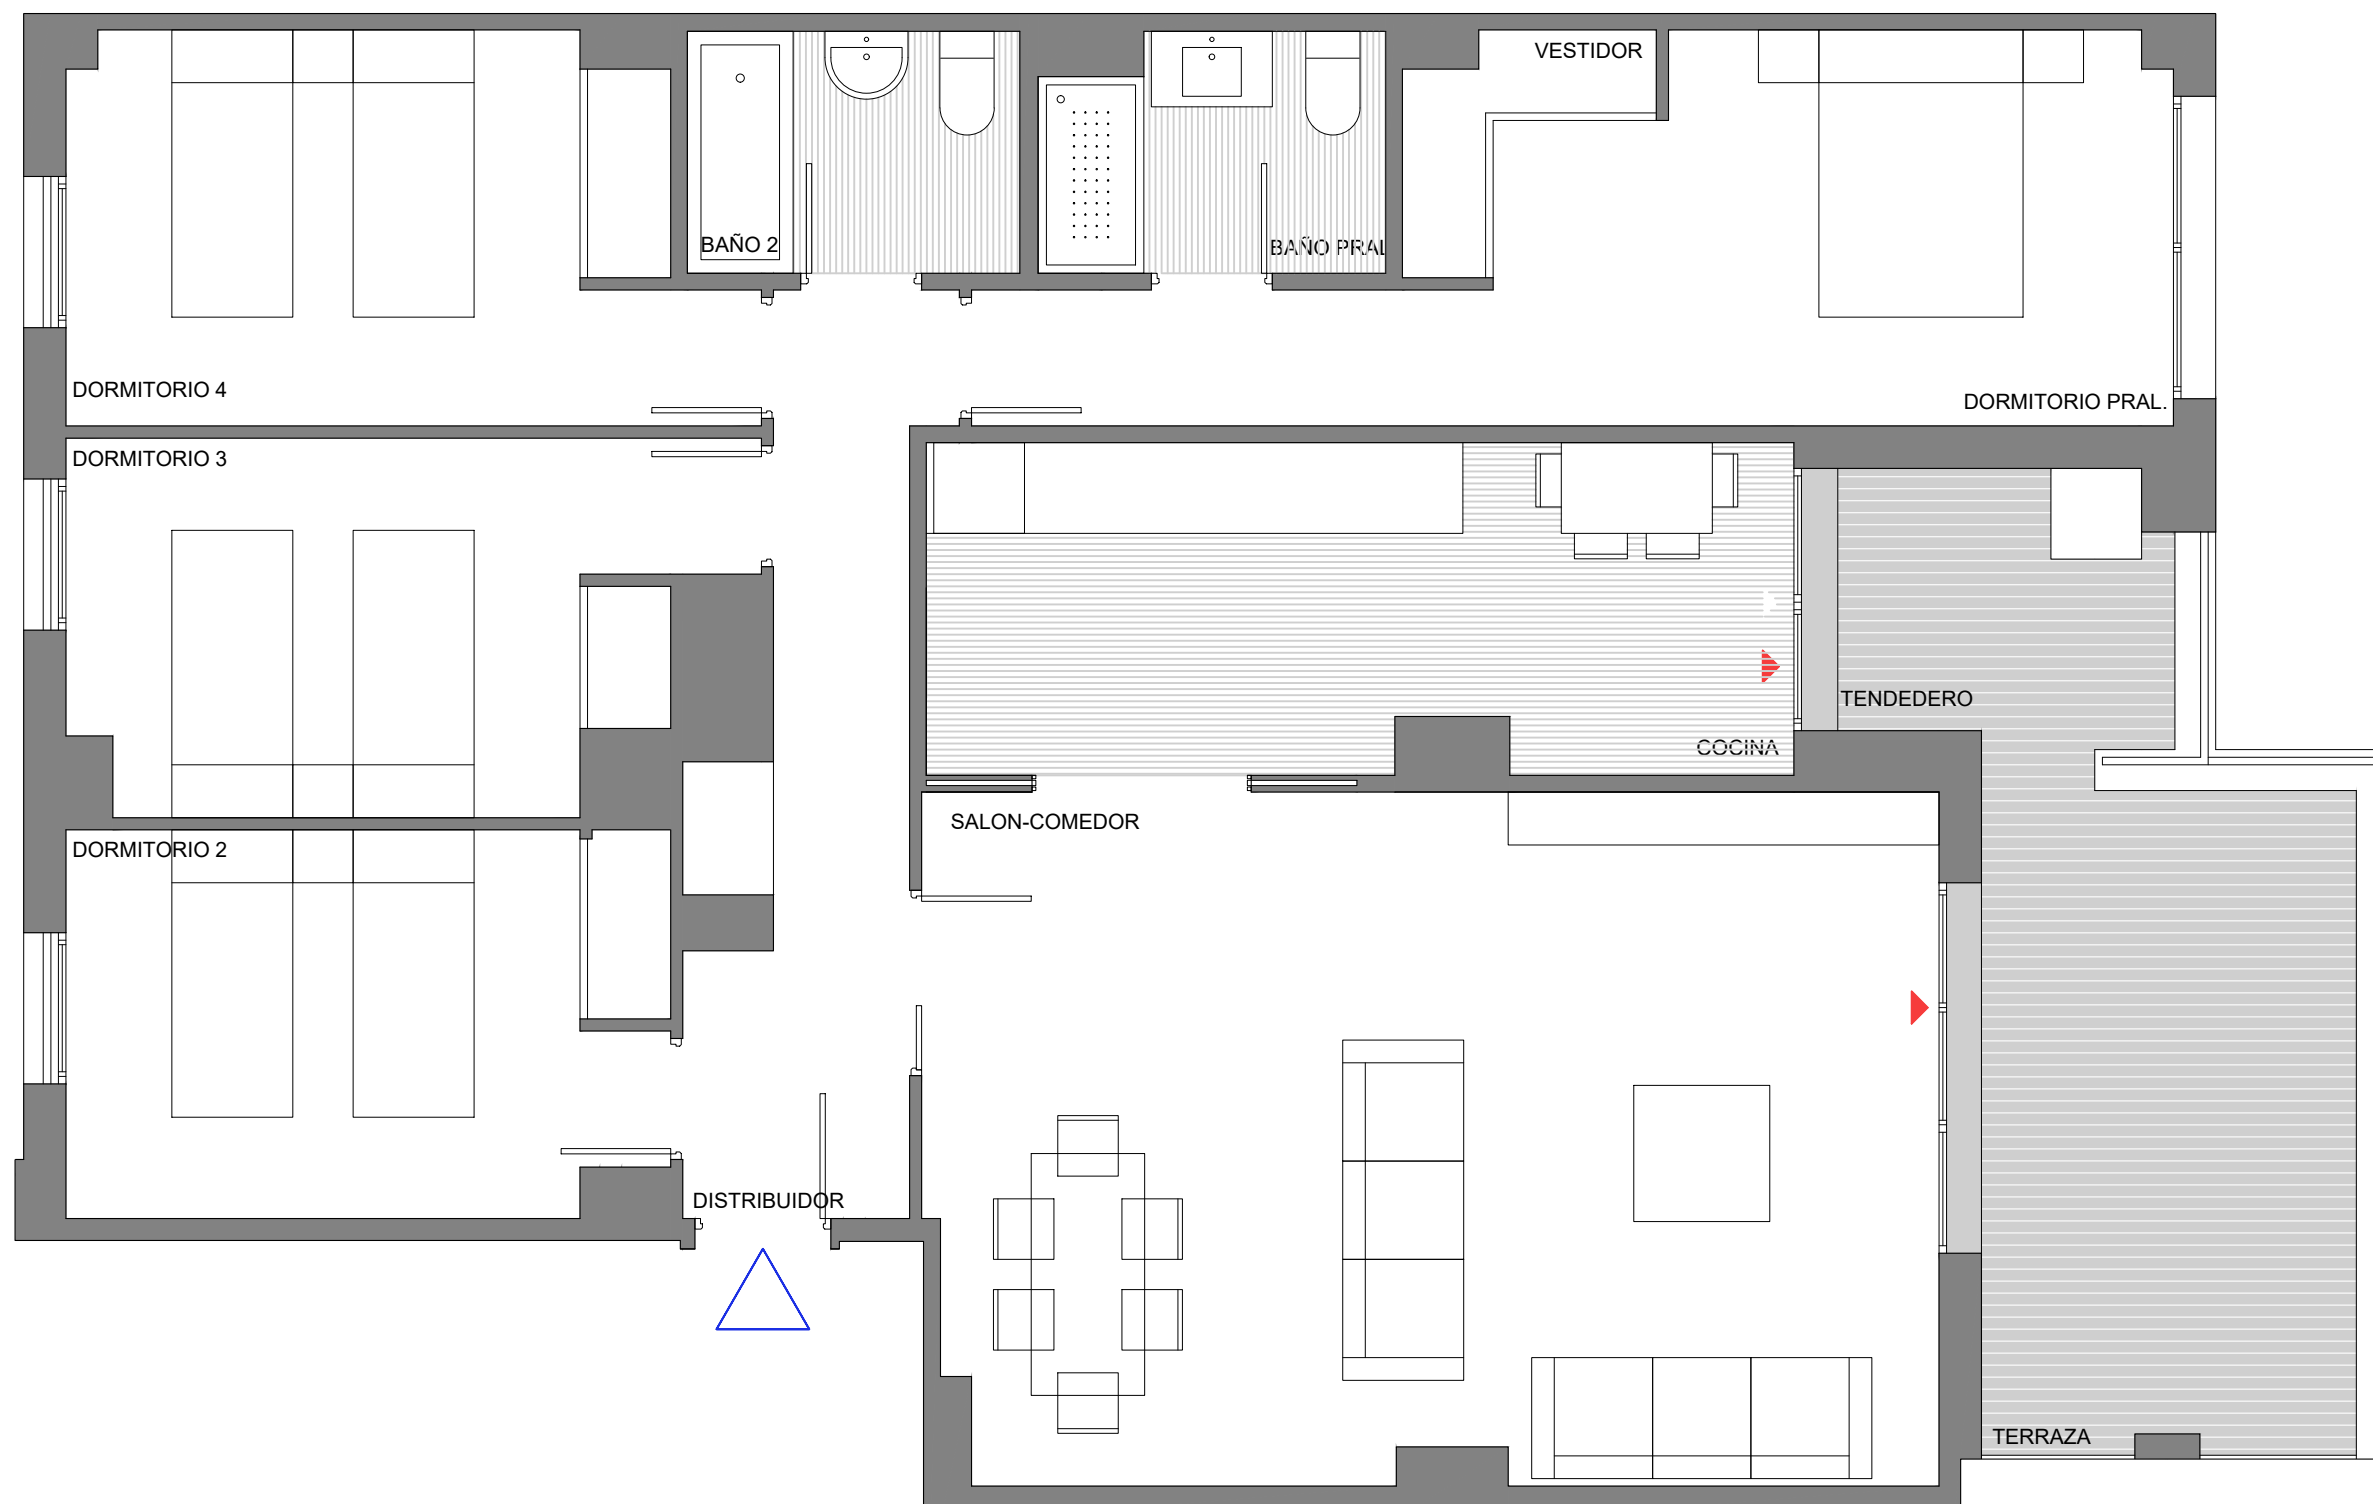 VESTIDOR
BAÑO 2
BAÑO PRAL
DORMITORIO 4
DORMITORIO PRAL.
DORMITORIO 3
TENDEDERO
COCINA
SALON-COMEDOR
DORMITORIO 2
DISTRIBUIDOR
TERRAZA